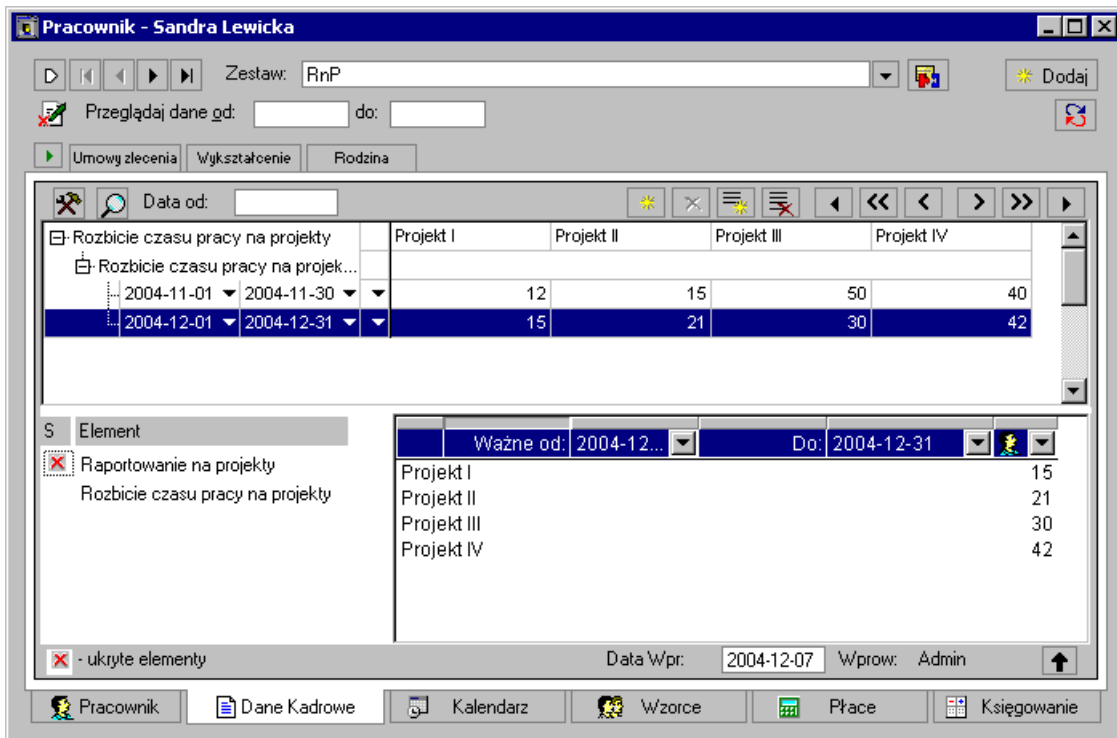 Pracownik - Sandra Lewicka
Zestaw: RnP Dodaj
Przeglądaj dane od: do:
Umowy zlecenia Wykształcenie Rodzina
Data od:
Rozbicie czasu pracy na projekty Projekt I Projekt II Projekt III Projekt IV
Rozbicie czasu pracy na projek...
2004-11-01 2004-11-30 12 15 50 40
2004-12-01 2004-12-31 15 21 30 42
S Element
Ważne od: 2004-12... Do: 2004-12-31
Raportowanie na projekty
Rozbicie czasu pracy na projekty
Projekt I 15
Projekt II 21
Projekt III 30
Projekt IV 42
- ukryte elementy Data Wpr: 2004-12-07 Wprow: Admin
Pracownik Dane Kadrowe Kalendarz Wzorce Płace Księgowanie